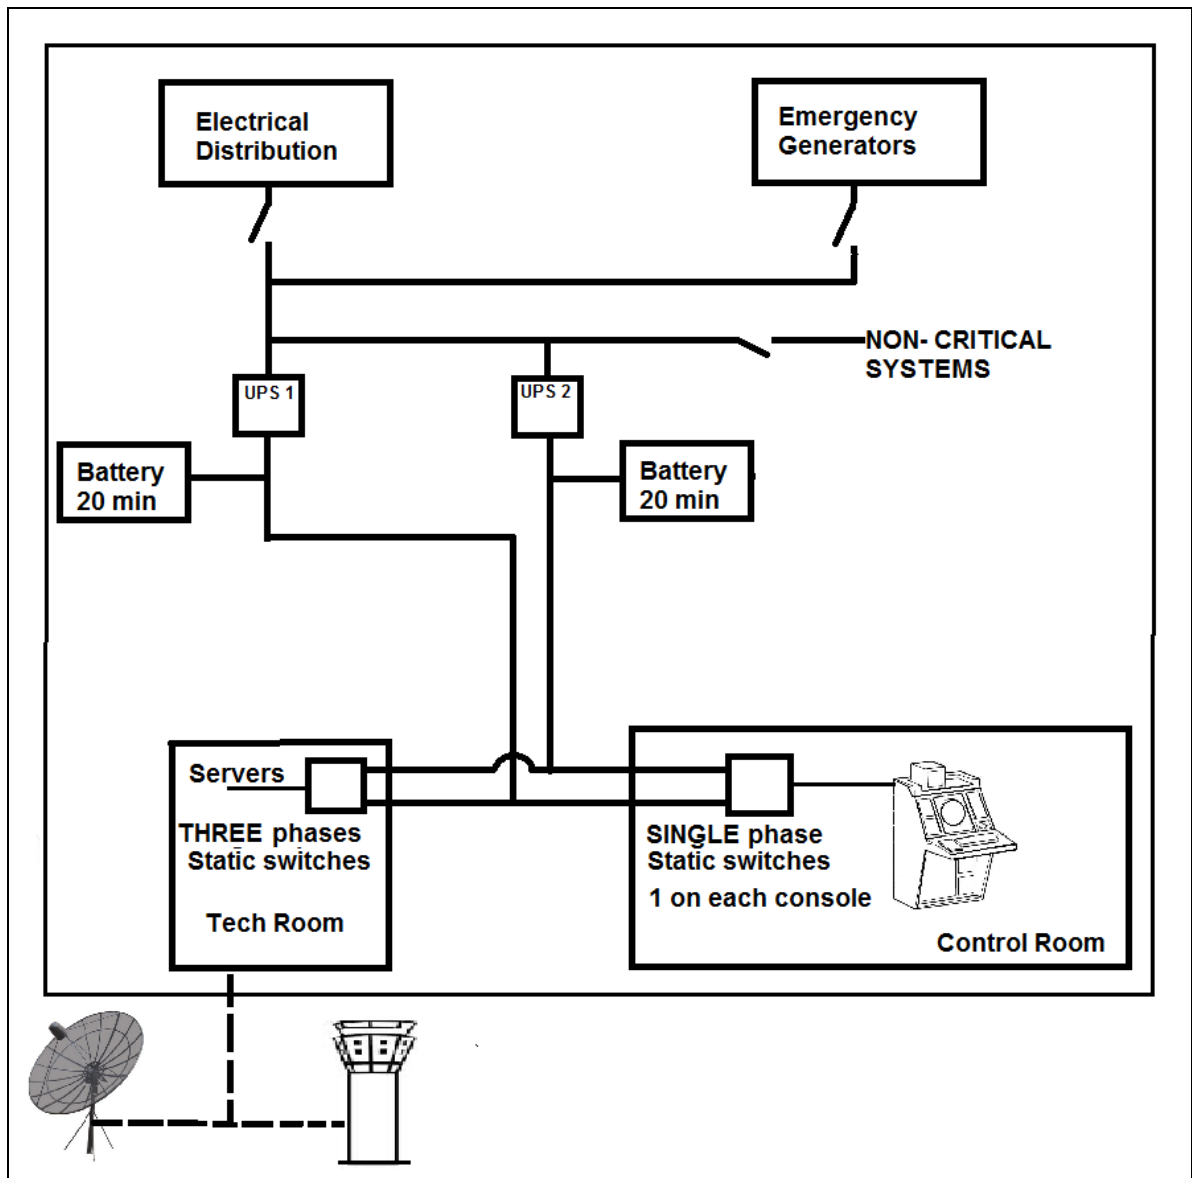 Electrical
Distribution
Emergency
Generators
NON- CRITICAL
SYSTEMS
UPS 1
UPS 2
Battery
20 min
Battery
20 min
Servers
THREE phases
Static switches
Tech Room
SINGLE phase
Static switches
1 on each console
Control Room